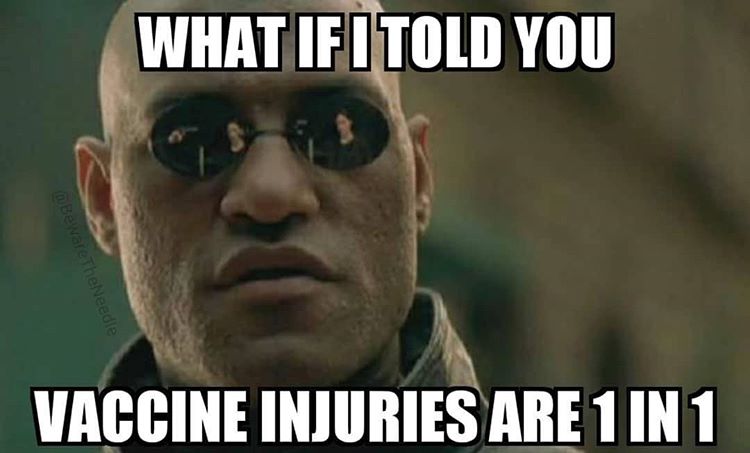 WHAT IF I TOLD YOU
@BewareTheNeedle
VACCINE INJURIES ARE 1 IN 1